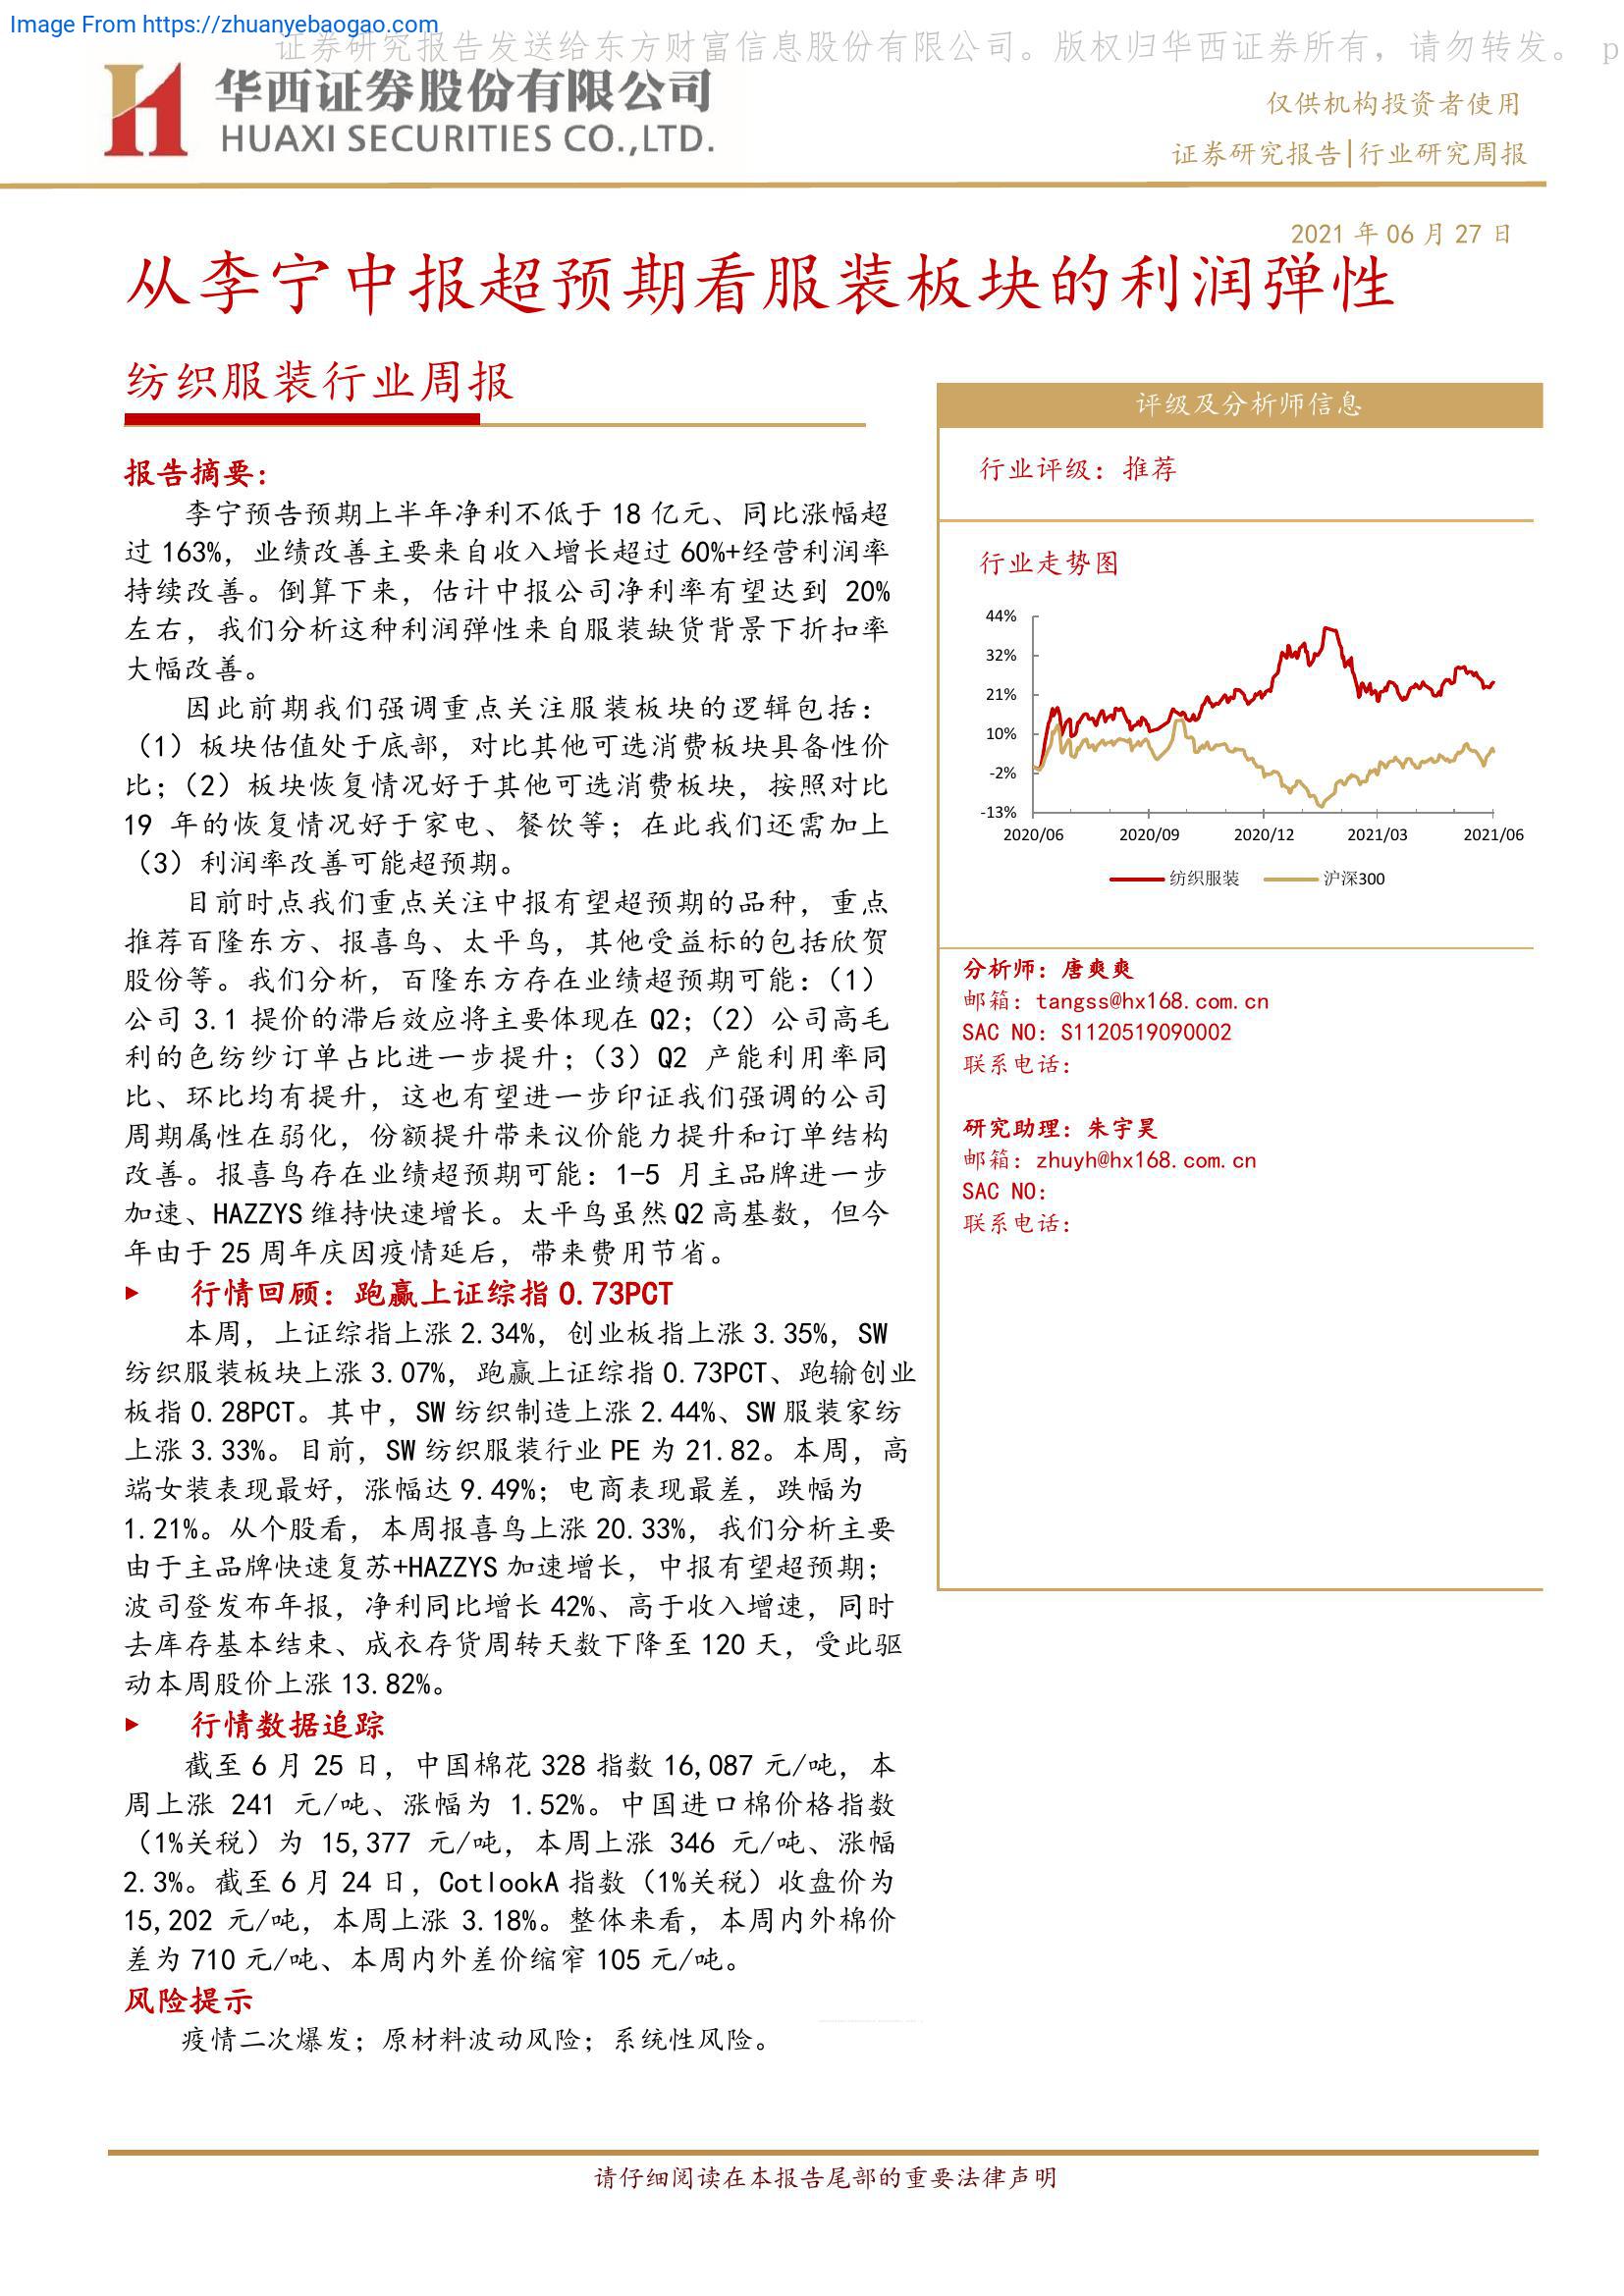 Image From https://zhuanyebaogao.com
证券研究报告发送给东方财富信息股份有限公司。版权归华西证券所有，请勿转发。 p
华西证券股份有限公司
HUAXI SECURITIES CO.,LTD.
仅供机构投资者使用
证券研究报告|行业研究周报
2021 年 06 月 27 日
从李宁中报超预期看服装板块的利润弹性
纺织服装行业周报
报告摘要：
李宁预告预期上半年净利不低于 18 亿元、同比涨幅超
过 163%，业绩改善主要来自收入增长超过 60%+经营利润率
持续改善。倒算下来，估计中报公司净利率有望达到 20%
左右，我们分析这种利润弹性来自服装缺货背景下折扣率
大幅改善。
因此前期我们强调重点关注服装板块的逻辑包括：
（1）板块估值处于底部，对比其他可选消费板块具备性价
比；（2）板块恢复情况好于其他可选消费板块，按照对比
19 年的恢复情况好于家电、餐饮等；在此我们还需加上
（3）利润率改善可能超预期。
目前时点我们重点关注中报有望超预期的品种，重点
推荐百隆东方、报喜鸟、太平鸟，其他受益标的包括欣贺
股份等。我们分析，百隆东方存在业绩超预期可能：（1）
公司 3.1 提价的滞后效应将主要体现在 Q2；（2）公司高毛
利的色纺纱订单占比进一步提升；（3）Q2 产能利用率同
比、环比均有提升，这也有望进一步印证我们强调的公司
周期属性在弱化，份额提升带来议价能力提升和订单结构
改善。报喜鸟存在业绩超预期可能：1-5 月主品牌进一步
加速、HAZZYS 维持快速增长。太平鸟虽然 Q2 高基数，但今
年由于 25 周年庆因疫情延后，带来费用节省。
▶ 行情回顾：跑赢上证综指 0.73PCT
本周，上证综指上涨 2.34%，创业板指上涨 3.35%，SW
纺织服装板块上涨 3.07%，跑赢上证综指 0.73PCT、跑输创业
板指 0.28PCT。其中，SW 纺织制造上涨 2.44%、SW 服装家纺
上涨 3.33%。目前，SW 纺织服装行业 PE 为 21.82。本周，高
端女装表现最好，涨幅达 9.49%；电商表现最差，跌幅为
1.21%。从个股看，本周报喜鸟上涨 20.33%，我们分析主要
由于主品牌快速复苏+HAZZYS 加速增长，中报有望超预期；
波司登发布年报，净利同比增长 42%、高于收入增速，同时
去库存基本结束、成衣存货周转天数下降至 120 天，受此驱
动本周股价上涨 13.82%。
▶ 行情数据追踪
截至 6 月 25 日，中国棉花 328 指数 16,087 元/吨，本
周上涨 241 元/吨、涨幅为 1.52%。中国进口棉价格指数
（1%关税）为 15,377 元/吨，本周上涨 346 元/吨、涨幅
2.3%。截至 6 月 24 日，CotlookA 指数（1%关税）收盘价为
15,202 元/吨，本周上涨 3.18%。整体来看，本周内外棉价
差为 710 元/吨、本周内外差价缩窄 105 元/吨。
风险提示
疫情二次爆发；原材料波动风险；系统性风险。
评级及分析师信息
行业评级：推荐
行业走势图
44%
32%
21%
10%
-2%
-13%
2020/06 2020/09 2020/12 2021/03 2021/06
纺织服装 沪深300
分析师：唐爽爽
邮箱：tangss@hx168.com.cn
SAC NO：S1120519090002
联系电话：
研究助理：朱宇昊
邮箱：zhuyh@hx168.com.cn
SAC NO：
联系电话：
请仔细阅读在本报告尾部的重要法律声明